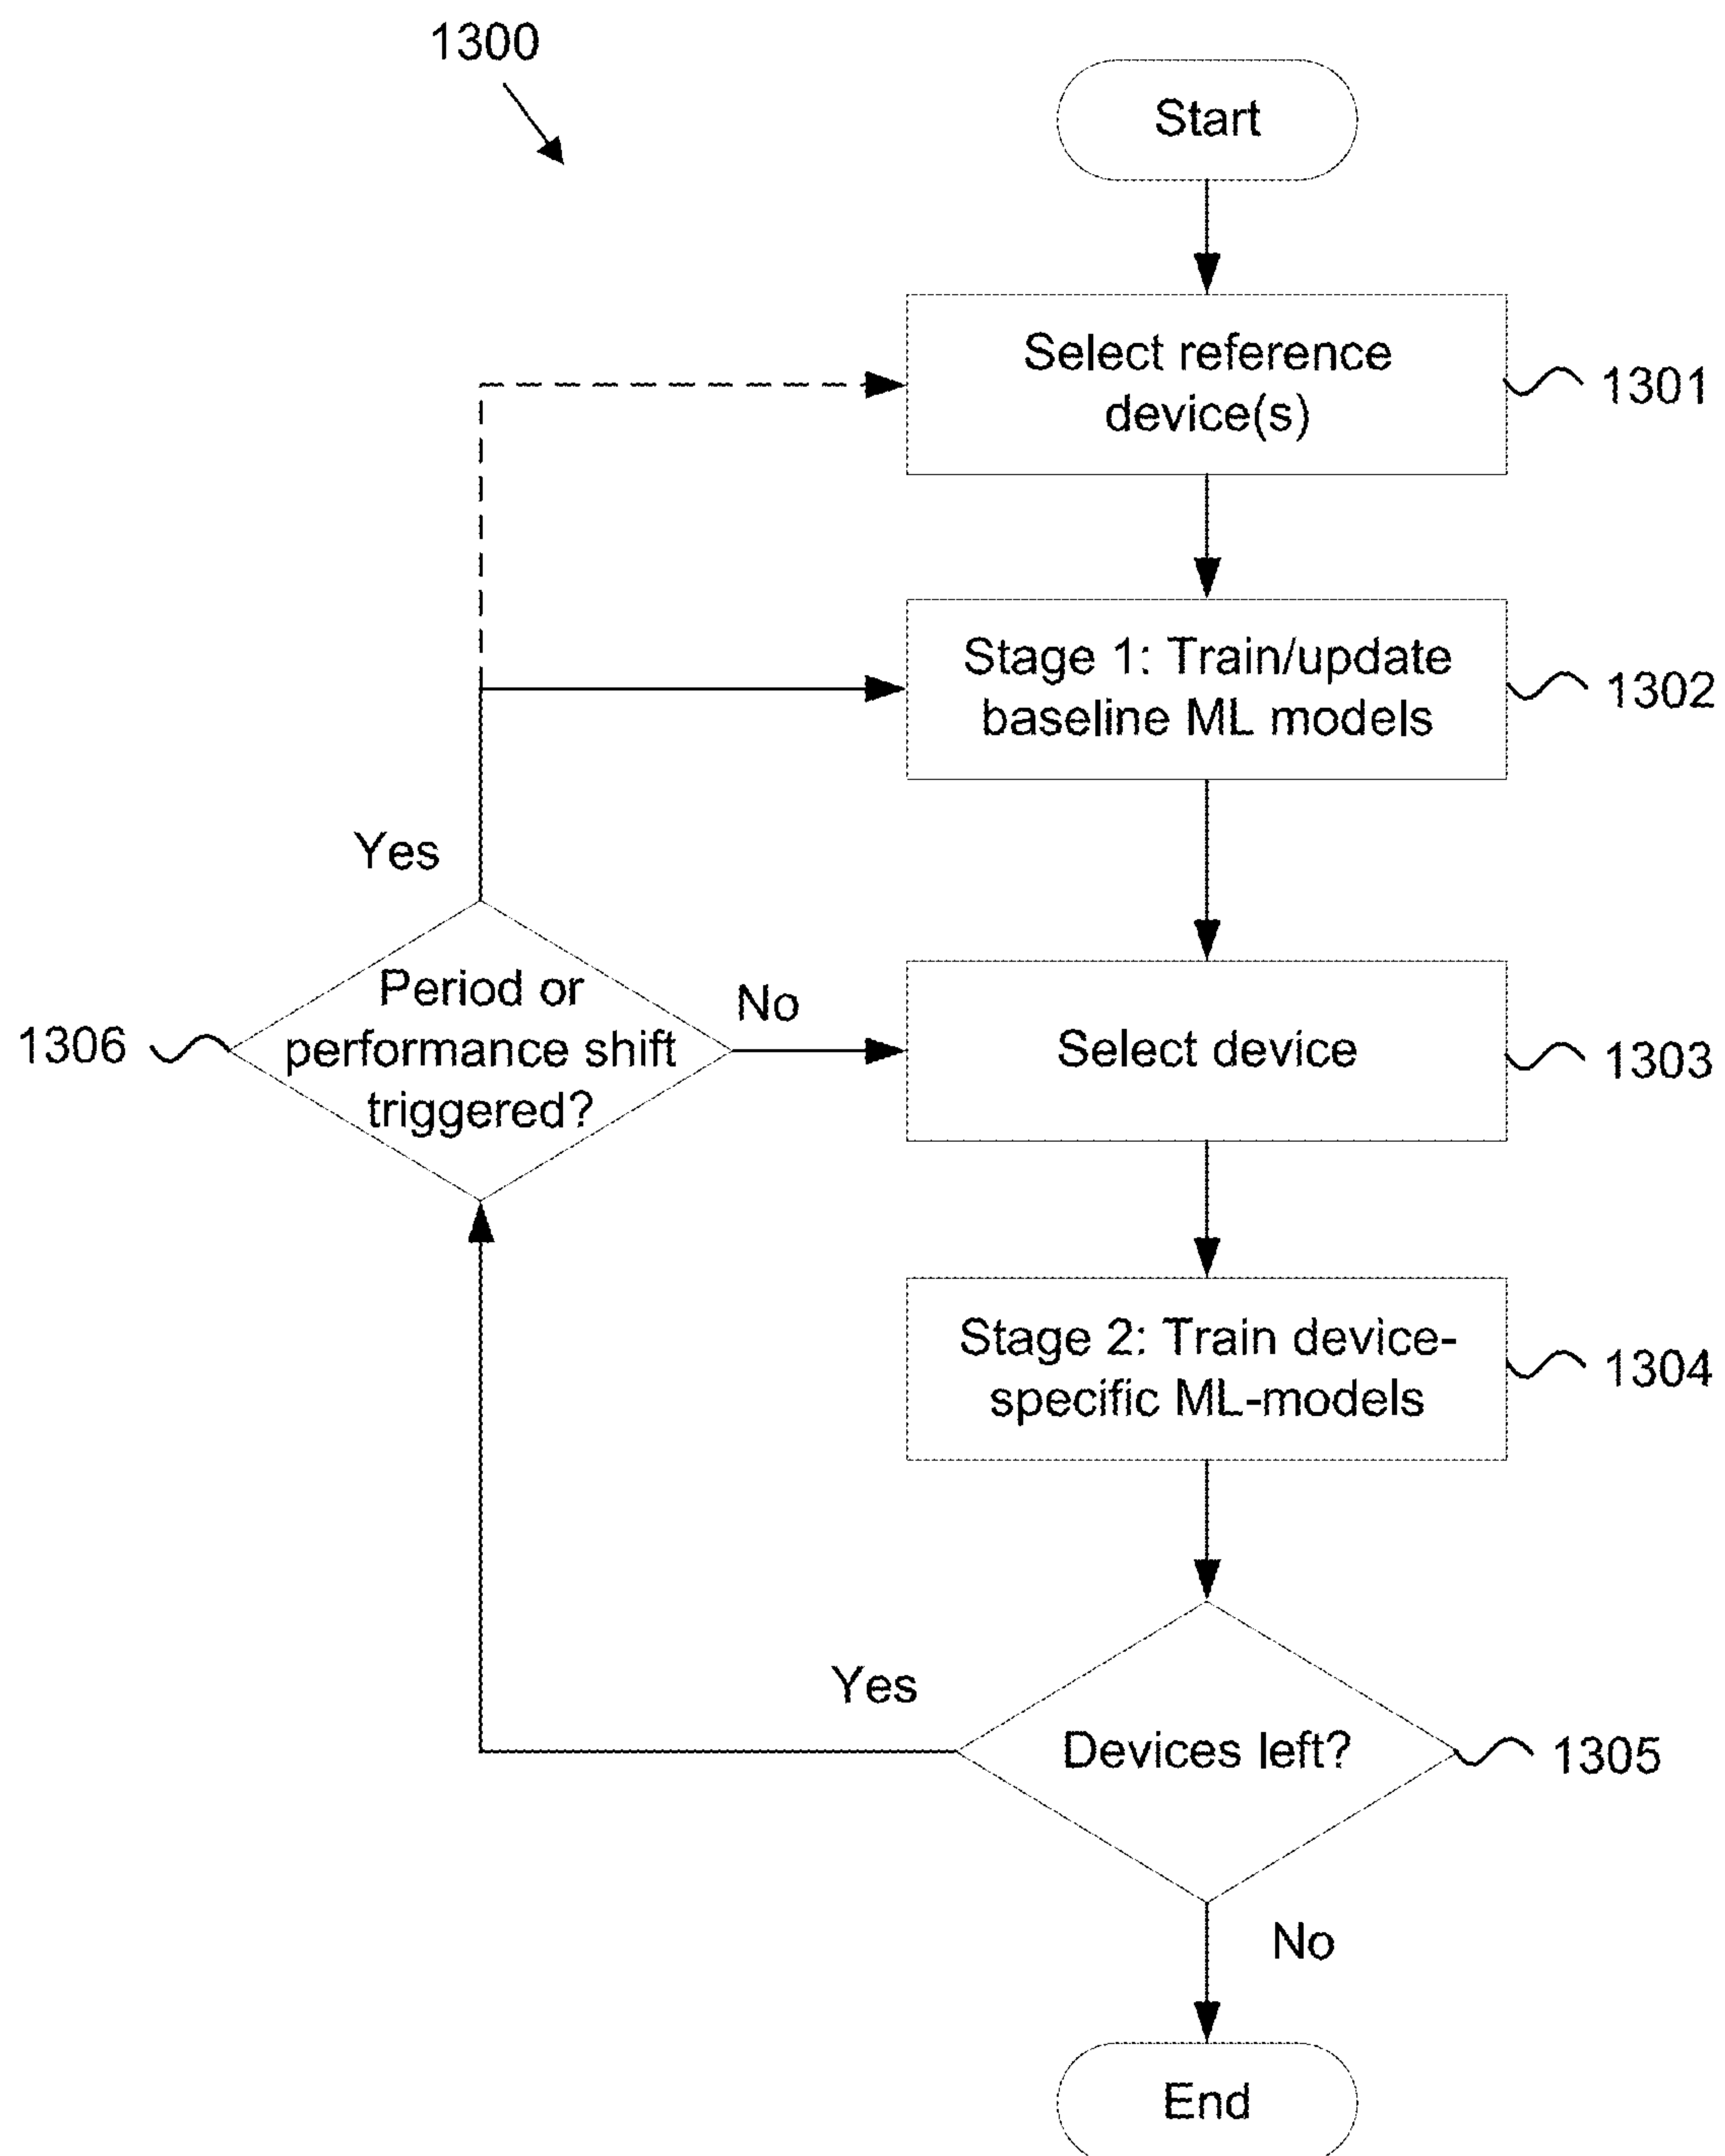 1300
Start
Select reference
device(s)
1301
Stage 1: Train/update
baseline ML models
1302
Yes
Period or
performance shift
triggered?
1306
No
Select device
1303
Stage 2: Train device-
specific ML-models
1304
Yes
Devices left?
1305
No
End